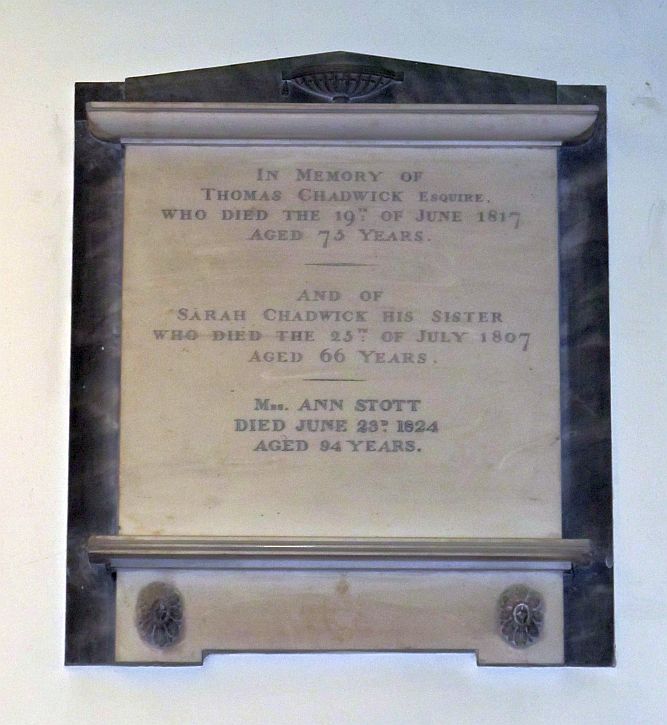 IN MEMORY OF
THOMAS CHADWICK ESQUIRE,
WHO DIED THE 19TH OF JUNE 1817
AGED 75 YEARS.
AND OF
SARAH CHADWICK HIS SISTER
WHO DIED THE 25TH OF JULY 1807
AGED 66 YEARS.
MRS. ANN STOTT
DIED JUNE 23D. 1824
AGED 94 YEARS.